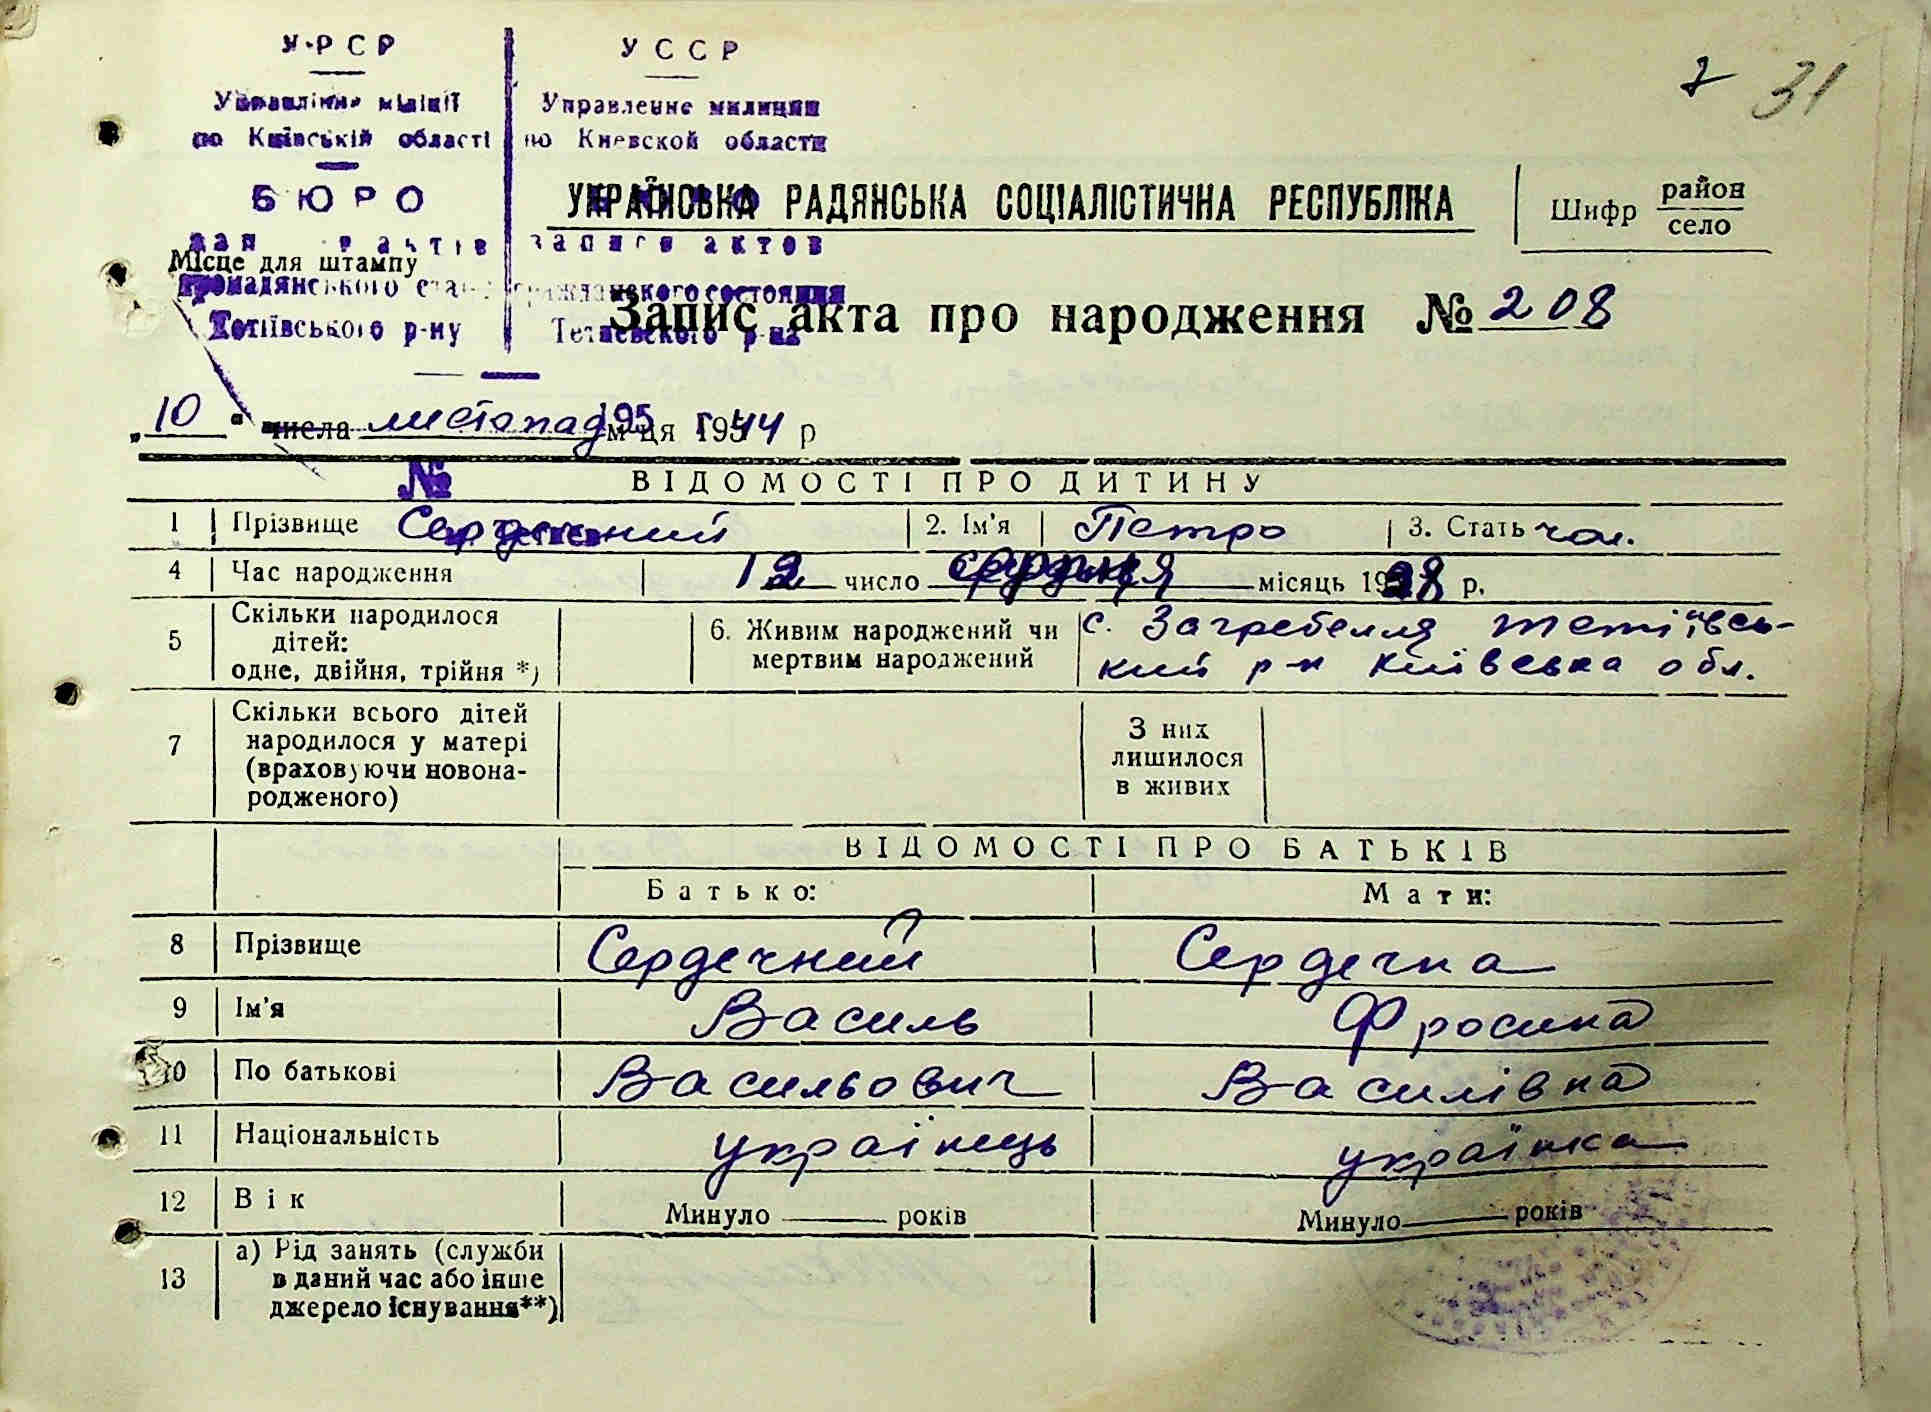 УРСР
Управління міліції
по Київській області
БЮРО
актів
громадянського
Тетіївського р-ну
УССР
Управление милиции
по Киевской области
записи актов
гражданского состояния
Тетиевского р-на
31
УКРАЇНСЬКА РАДЯНСЬКА СОЦІАЛІСТИЧНА РЕСПУБЛІКА
Шифр район
село
Місце для штампу
Запис акта про народження № 208
„10" числа листопад м-ця 1944 р
№
ВІДОМОСТІ ПРО ДИТИНУ
1 Прізвище Сердечний 2. Ім'я Петро 3. Стать чол.
4 Час народження 12 число серпня місяць р.
5 Скільки народилося дітей: одне, двійня, трійня *) 6. Живим народжений чи мертвим народжений с. Загребелля тетіївсь-
кий р-н Київська обл.
7 Скільки всього дітей народилося у матері (враховуючи новонародженого) З них лишилося в живих
ВІДОМОСТІ ПРО БАТЬКІВ
Батько: Мати:
8 Прізвище Сердечний Сердечна
9 Ім'я Василь Фросина
10 По батькові Васильович Василівна
11 Національність українець українка
12 Вік Минуло років Минуло років
13 а) Рід занять (служби
в даний час або інше
джерело існування**)